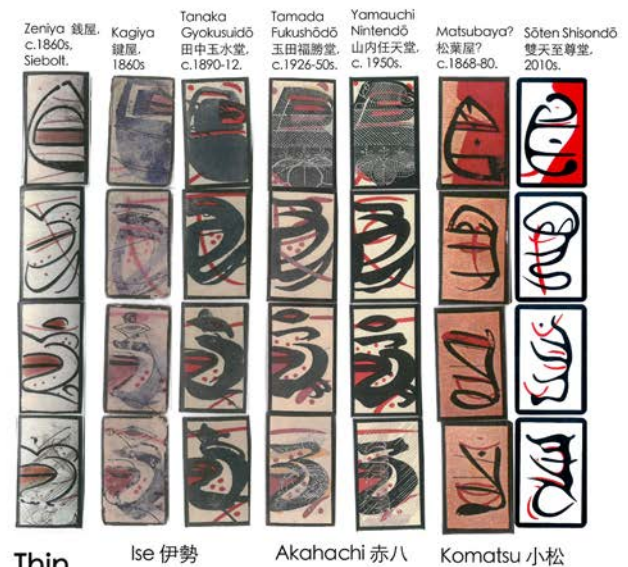 Zeniya 銭屋,
c.1860s,
Siebolt.
Kagiya
鍵屋,
1860s
Tanaka
Gyokusuidō
田中玉水堂,
c.1890-12.
Tamada
Fukushōdō
玉田福勝堂,
c.1926-50s.
Yamauchi
Nintendō
山内任天堂,
c. 1950s.
Matsubaya?
松葉屋?
c.1868-80.
Sōten Shisondō
雙天至尊堂,
2010s.
Thin
Ise 伊勢
Akahachi 赤八
Komatsu 小松